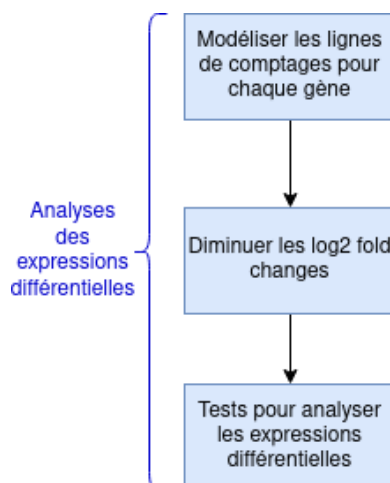 Modéliser les lignes
de comptages pour
chaque gène
Analyses
des
expressions
différentielles
Diminuer les log2 fold
changes
Tests pour analyser
les expressions
différentielles